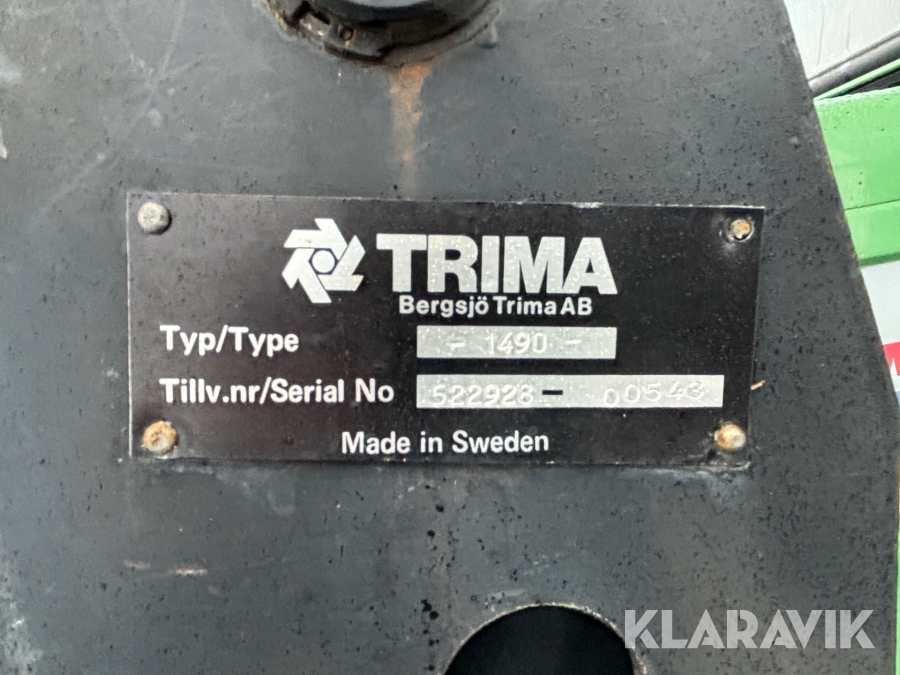 TRIMA
Bergsjö Trima AB
Typ/Type - 1490 -
Tillv.nr/Serial No 522928- 00543
Made in Sweden
KLARAVIK